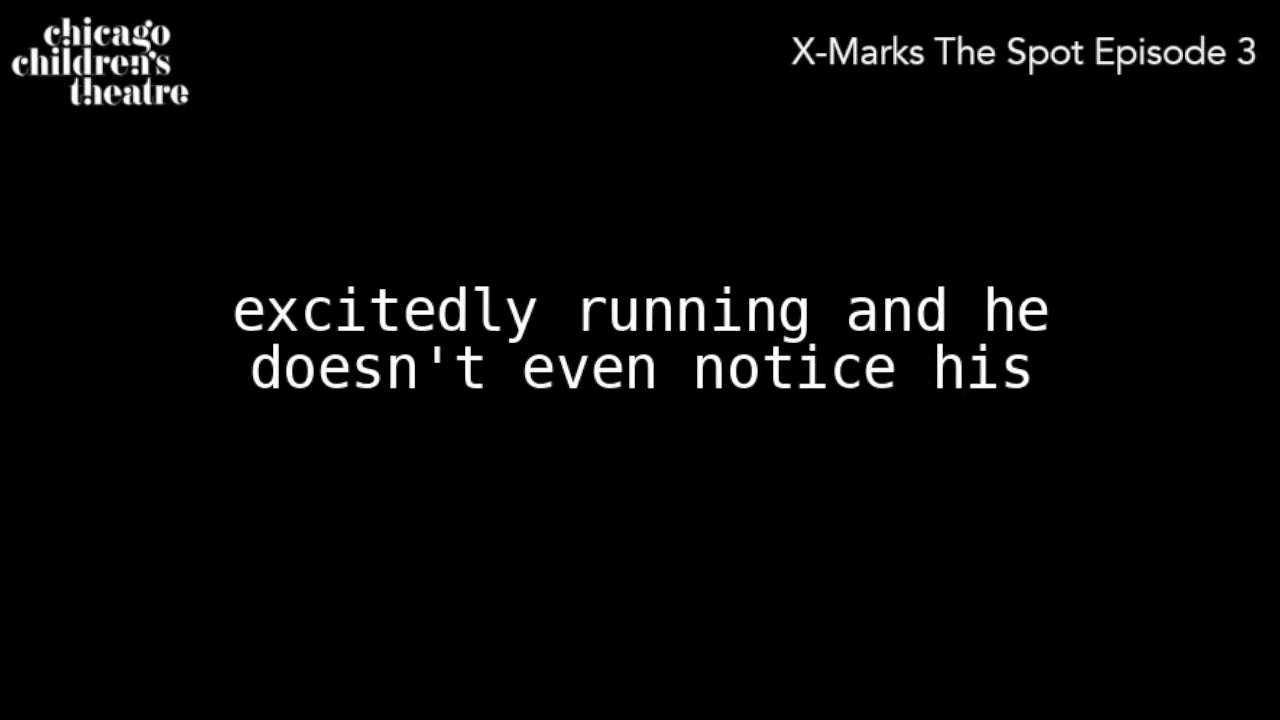 chicago
children's
theatre
X-Marks The Spot Episode 3
excitedly running and he
doesn't even notice his